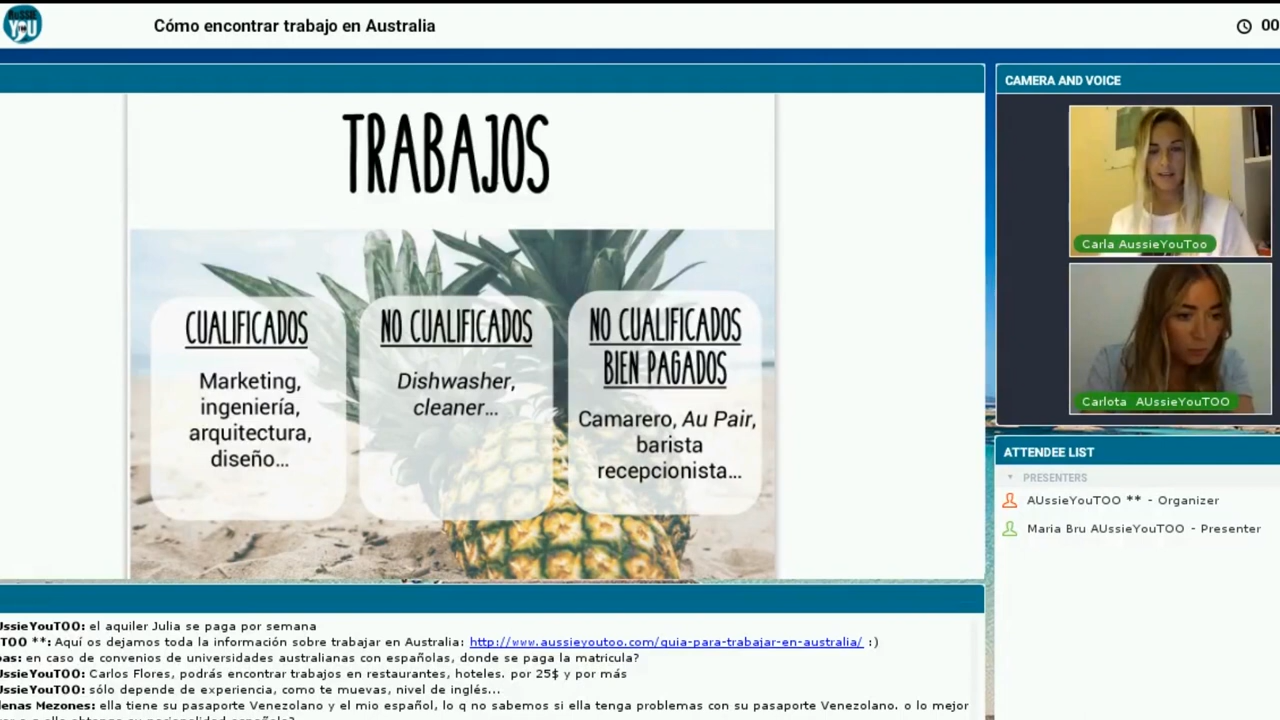 AUSSIE
YOU
TOO
Cómo encontrar trabajo en Australia
00
CAMERA AND VOICE
TRABAJOS
CUALIFICADOS
Marketing,
ingeniería,
arquitectura,
diseño...
NO CUALIFICADOS
Dishwasher,
cleaner...
NO CUALIFICADOS
BIEN PAGADOS
Camarero, Au Pair,
barista
recepcionista...
Carla AussieYouToo
Carlota AUssieYouTOO
ATTENDEE LIST
PRESENTERS
AUssieYouTOO ** - Organizer
Maria Bru AUssieYouTOO - Presenter
UssieYouTOO: el aquiler Julia se paga por semana
TOO **: Aquí os dejamos toda la información sobre trabajar en Australia: http://www.aussieyoutoo.com/guia-para-trabajar-en-australia/ :)
pas: en caso de convenios de universidades australianas con españolas, donde se paga la matricula?
UssieYouTOO: Carlos Flores, podrás encontrar trabajos en restaurantes, hoteles. por 25$ y por más
UssieYouTOO: sólo depende de experiencia, como te muevas, nivel de inglés...
lenas Mezones: ella tiene su pasaporte Venezolano y el mio español, lo q no sabemos si ella tenga problemas con su pasaporte Venezolano. o lo mejor